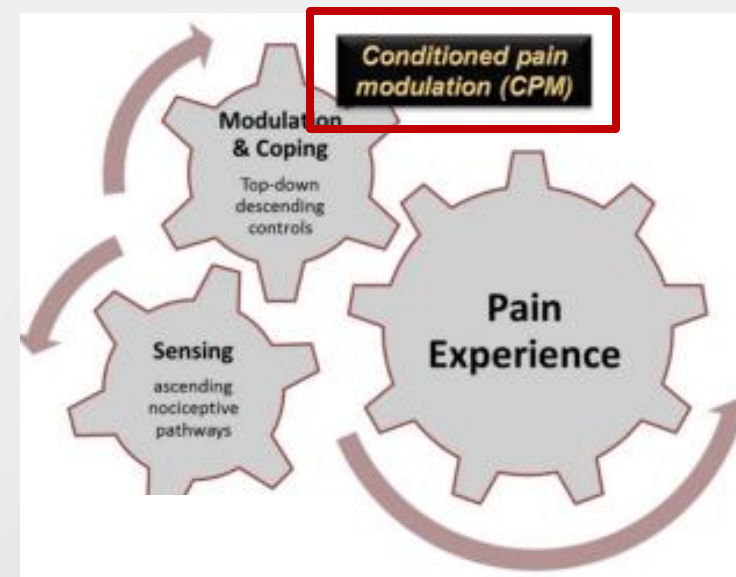 Conditioned pain
modulation (CPM)
Modulation
& Coping
Top-down
descending
controls
Pain
Experience
Sensing
ascending
nociceptive
pathways